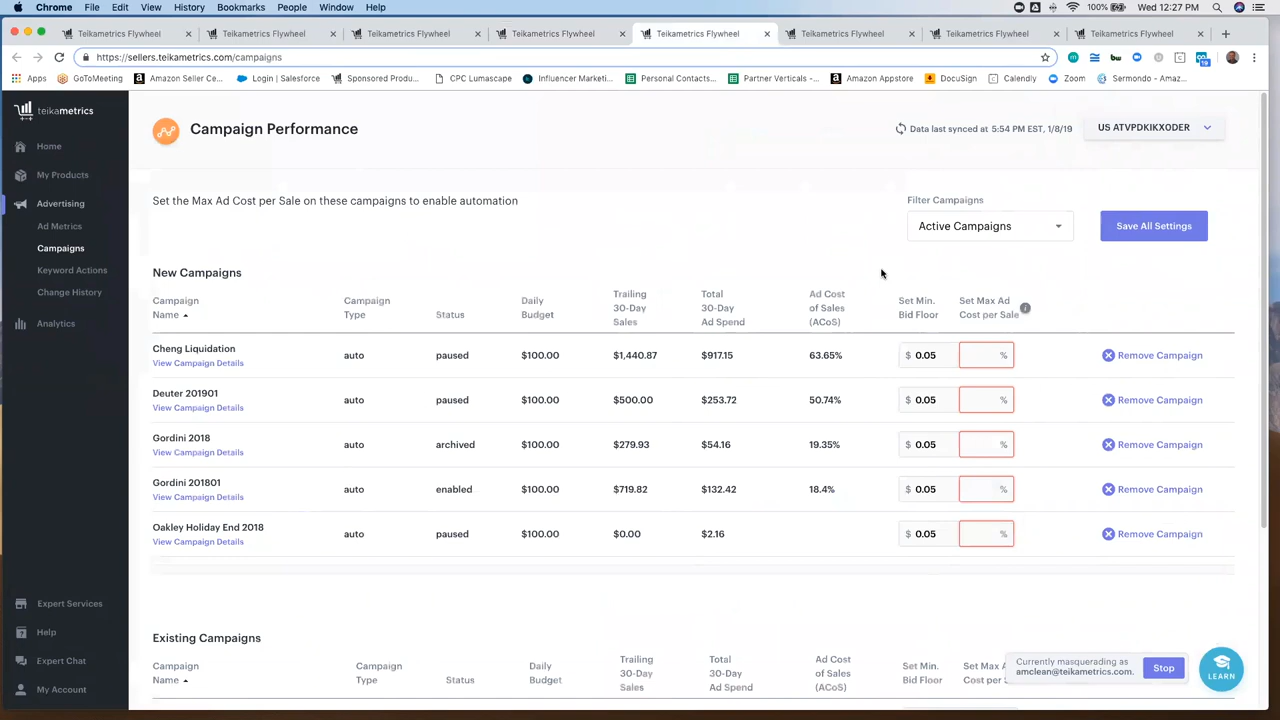 Chrome File Edit View History Bookmarks People Window Help 100% Wed 12:27 PM
Teikametrics Flywheel Teikametrics Flywheel Teikametrics Flywheel Teikametrics Flywheel Teikametrics Flywheel Teikametrics Flywheel Teikametrics Flywheel Teikametrics Flywheel
https://sellers.teikametrics.com/campaigns
Apps GoToMeeting Amazon Seller Ce... Login | Salesforce Sponsored Produ... CPC Lumascape Influencer Marketi... Personal Contacts... Partner Verticals -... Amazon Appstore DocuSign Calendly Zoom Sermondo - Amaz...
teikametrics
Campaign Performance
Data last synced at 5:54 PM EST, 1/8/19
US ATVPDKIKX0DER
Home
My Products
Advertising
Ad Metrics
Campaigns
Keyword Actions
Change History
Analytics
Expert Services
Help
Expert Chat
My Account
Set the Max Ad Cost per Sale on these campaigns to enable automation
Filter Campaigns
Active Campaigns
Save All Settings
New Campaigns
Campaign Name Campaign Type Status Daily Budget Trailing 30-Day Sales Total 30-Day Ad Spend Ad Cost of Sales (ACoS) Set Min. Bid Floor Set Max Ad Cost per Sale i
Cheng Liquidation auto paused $100.00 $1,440.87 $917.15 63.65% $ 0.05 % Remove Campaign
View Campaign Details
Deuter 201901 auto paused $100.00 $500.00 $253.72 50.74% $ 0.05 % Remove Campaign
View Campaign Details
Gordini 2018 auto archived $100.00 $279.93 $54.16 19.35% $ 0.05 % Remove Campaign
View Campaign Details
Gordini 201801 auto enabled $100.00 $719.82 $132.42 18.4% $ 0.05 % Remove Campaign
View Campaign Details
Oakley Holiday End 2018 auto paused $100.00 $0.00 $2.16 $ 0.05 % Remove Campaign
View Campaign Details
Existing Campaigns
Campaign Name Campaign Type Status Daily Budget Trailing 30-Day Sales Total 30-Day Ad Spend Ad Cost of Sales (ACoS) Set Min. Bid Floor Set Max A Cost per S
Currently masquerading as
amclean@teikametrics.com.
Stop
LEARN